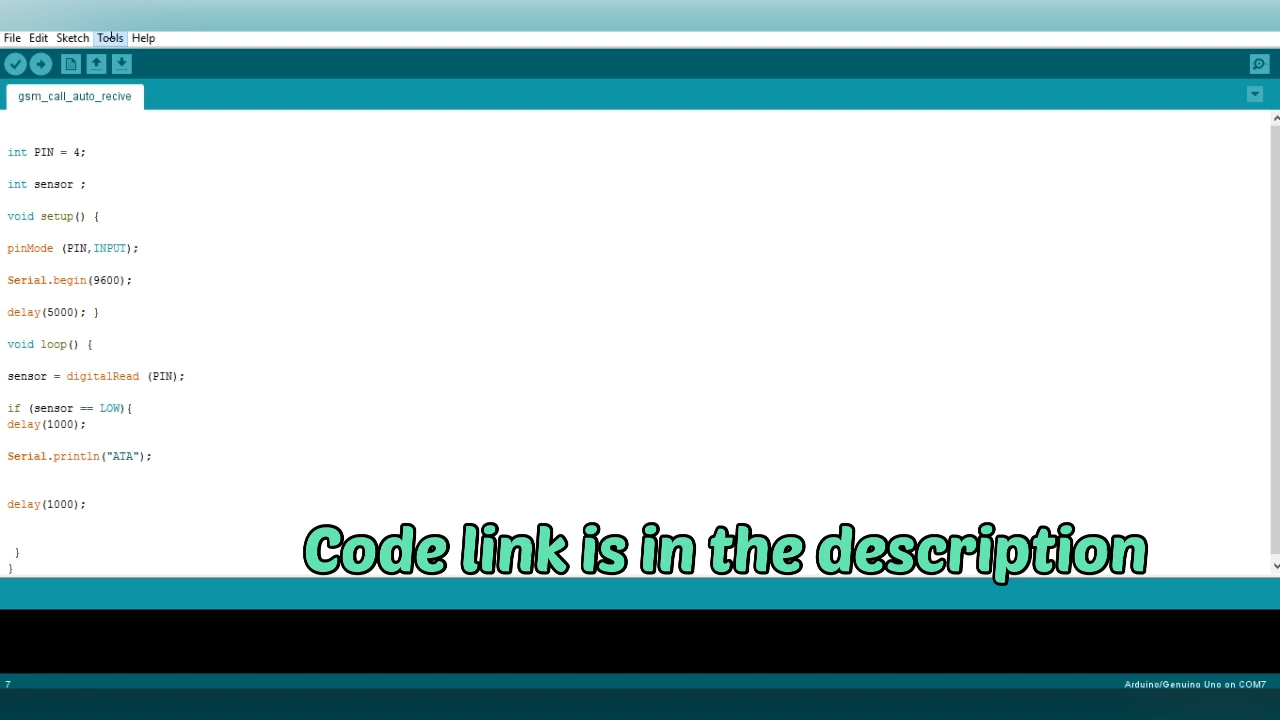 File Edit Sketch Tools Help
gsm_call_auto_recive
int PIN = 4;
int sensor ;
void setup() {
pinMode (PIN,INPUT);
Serial.begin(9600);
delay(5000); }
void loop() {
sensor = digitalRead (PIN);
if (sensor == LOW){
delay(1000);
Serial.println("ATA");
delay(1000);
}
}
Code link is in the description
7
Arduino/Genuino Uno on COM7